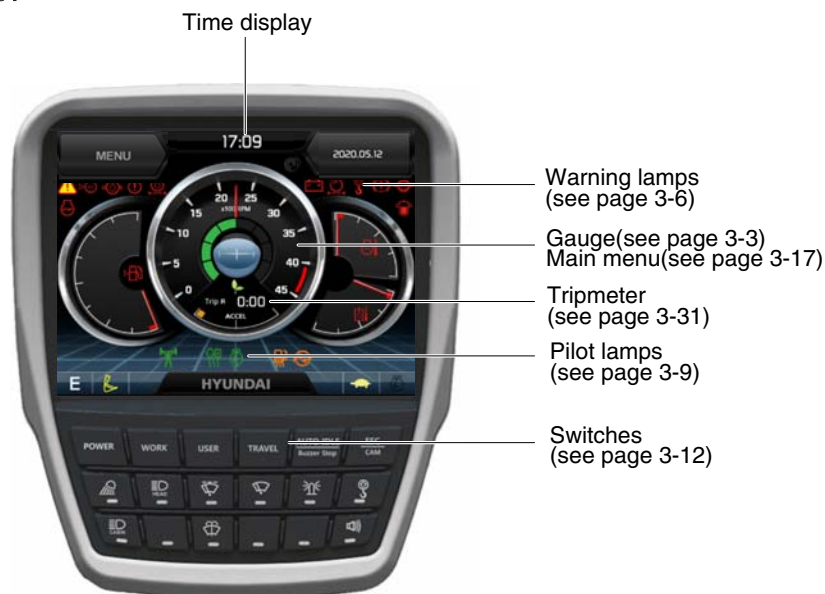 Time display
MENU
17:09
2020.05.12
Warning lamps
(see page 3-6)
Gauge(see page 3-3)
Main menu(see page 3-17)
Tripmeter
(see page 3-31)
Pilot lamps
(see page 3-9)
Switches
(see page 3-12)
0
5
10
15
20
25
30
35
40
45
x100 RPM
Trip A 0:00
ACCEL
E
HYUNDAI
POWER
WORK
USER
TRAVEL
AUTO IDLE
Buzzer Stop
ESC
CAM
HEAD
CABIN